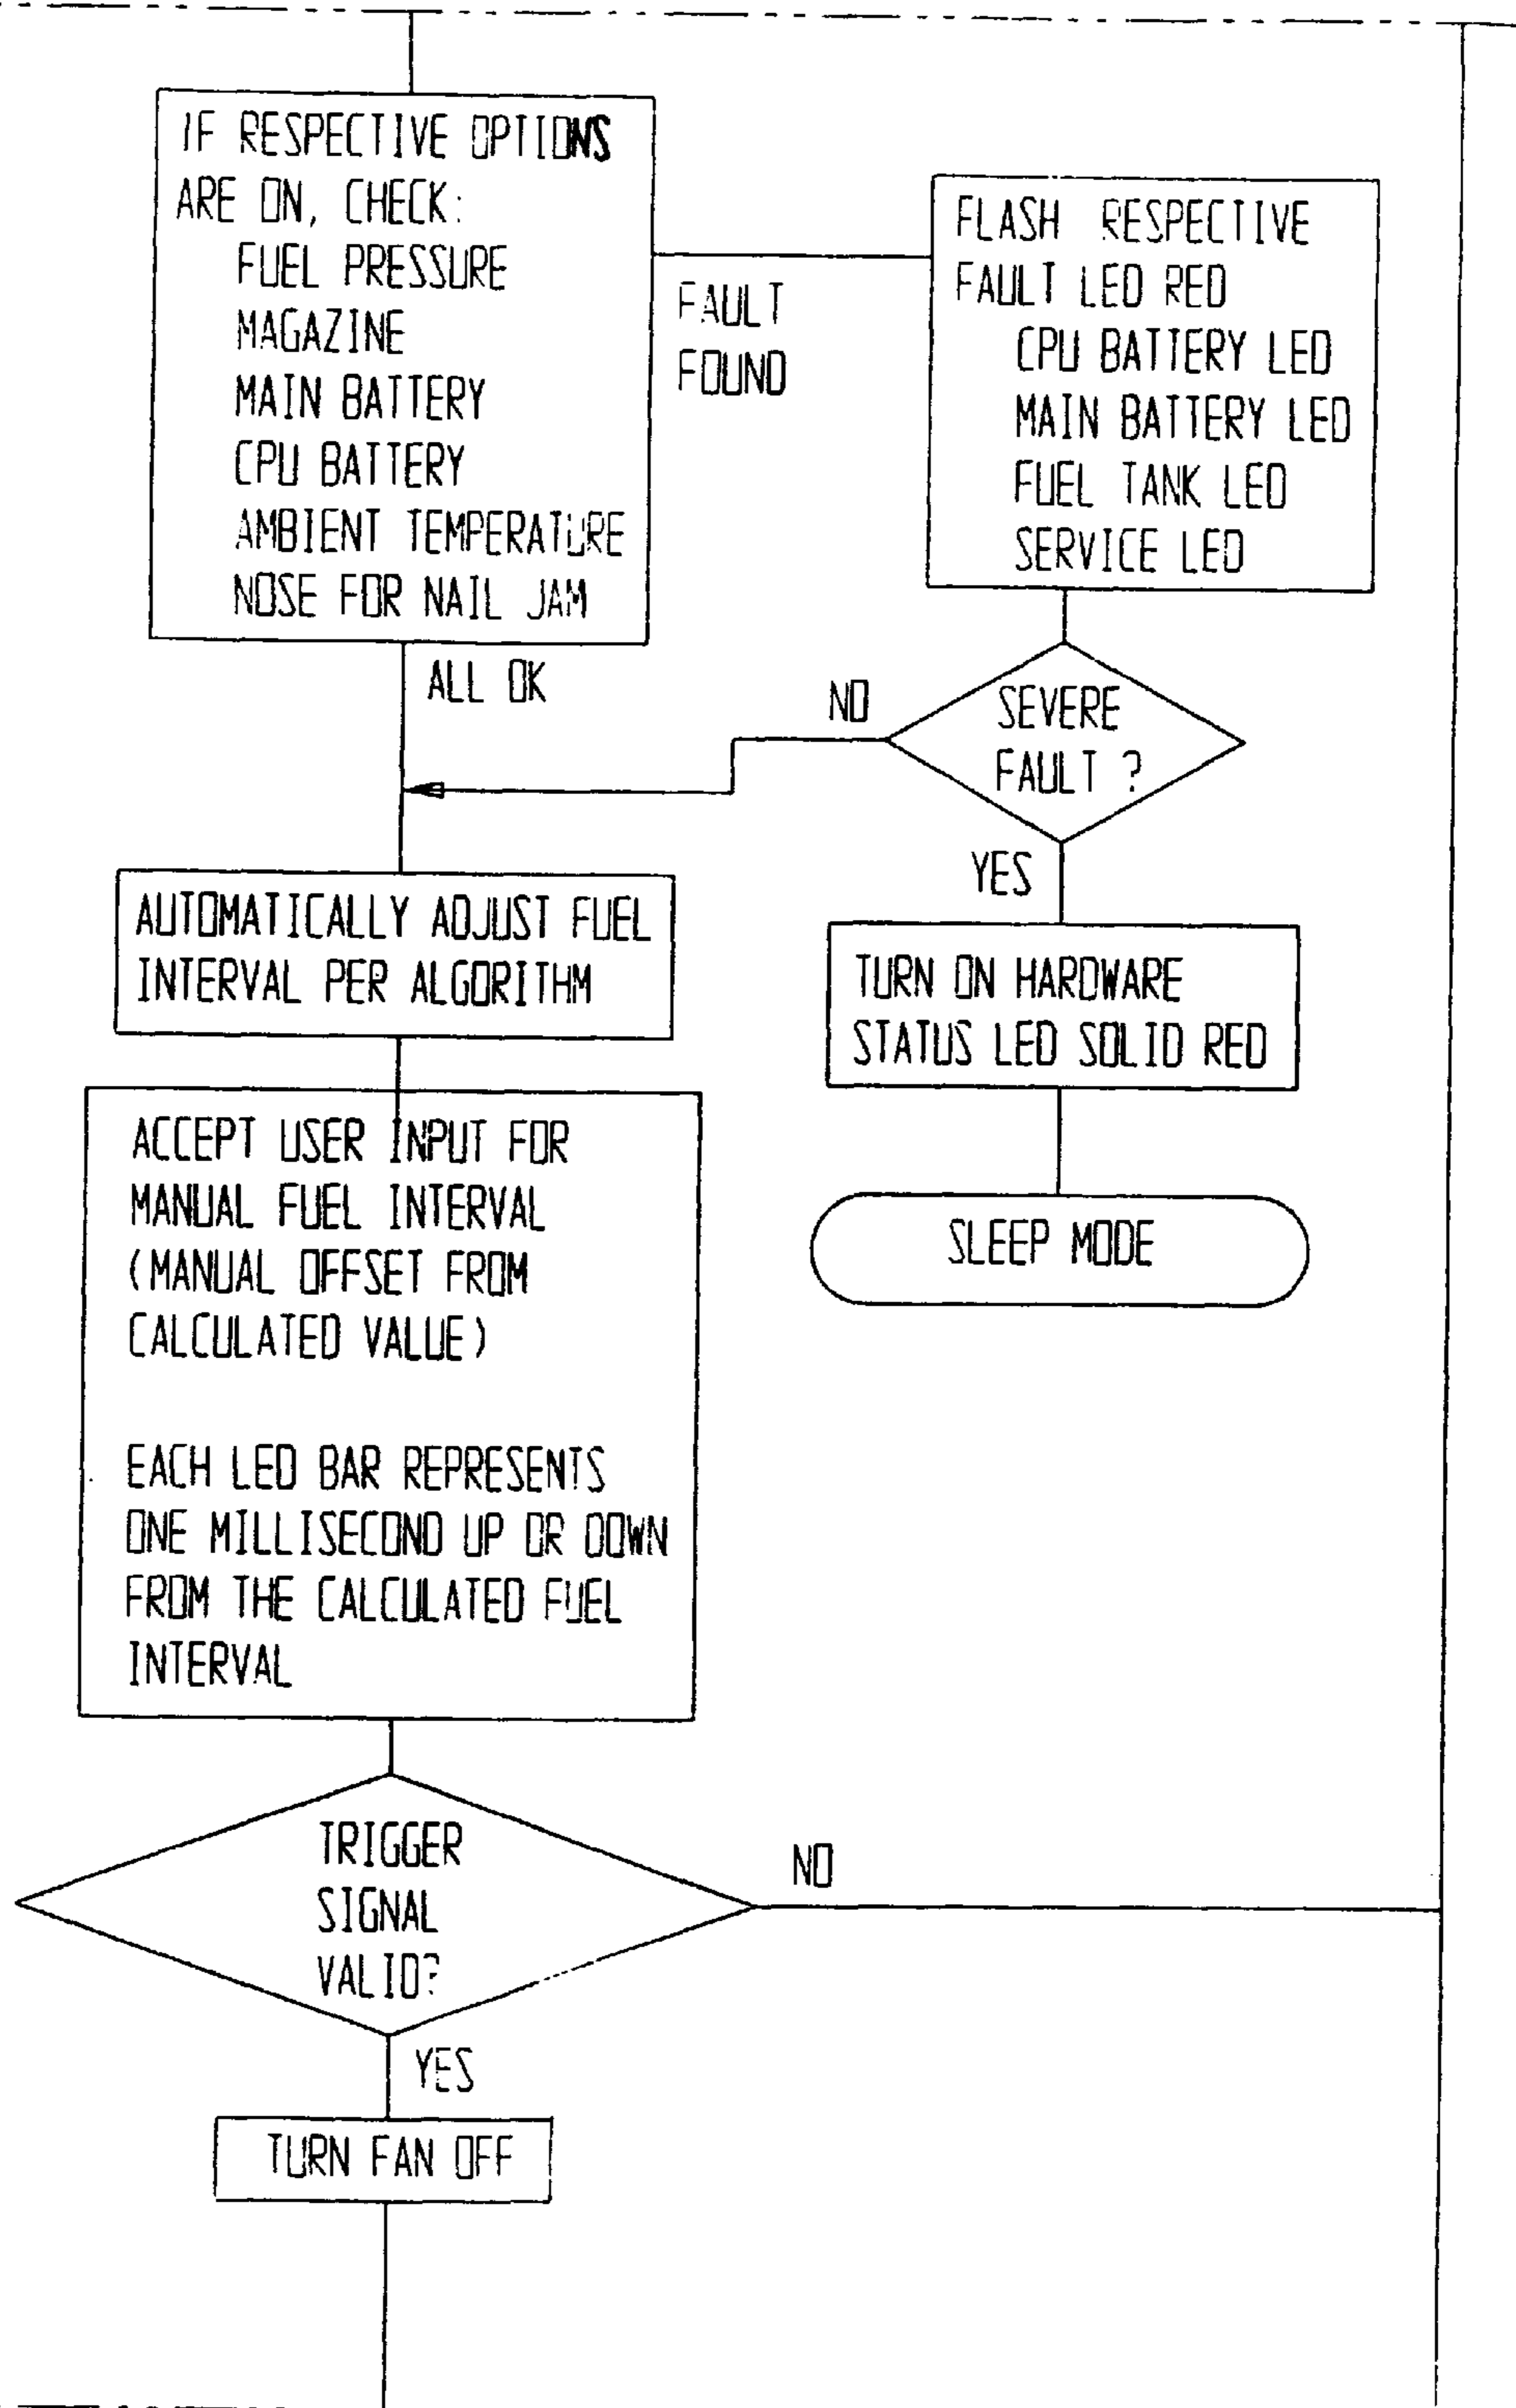 IF RESPECTIVE OPTIONS
ARE ON, CHECK:
FUEL PRESSURE
MAGAZINE
MAIN BATTERY
CPU BATTERY
AMBIENT TEMPERATURE
NOSE FOR NAIL JAM
FAULT
FOUND
FLASH RESPECTIVE
FAULT LED RED
CPU BATTERY LED
MAIN BATTERY LED
FUEL TANK LED
SERVICE LED
ALL OK
NO
SEVERE
FAULT ?
YES
AUTOMATICALLY ADJUST FUEL
INTERVAL PER ALGORITHM
TURN ON HARDWARE
STATUS LED SOLID RED
SLEEP MODE
ACCEPT USER INPUT FOR
MANUAL FUEL INTERVAL
(MANUAL OFFSET FROM
CALCULATED VALUE)
EACH LED BAR REPRESENTS
ONE MILLISECOND UP OR DOWN
FROM THE CALCULATED FUEL
INTERVAL
TRIGGER
SIGNAL
VALID?
NO
YES
TURN FAN OFF